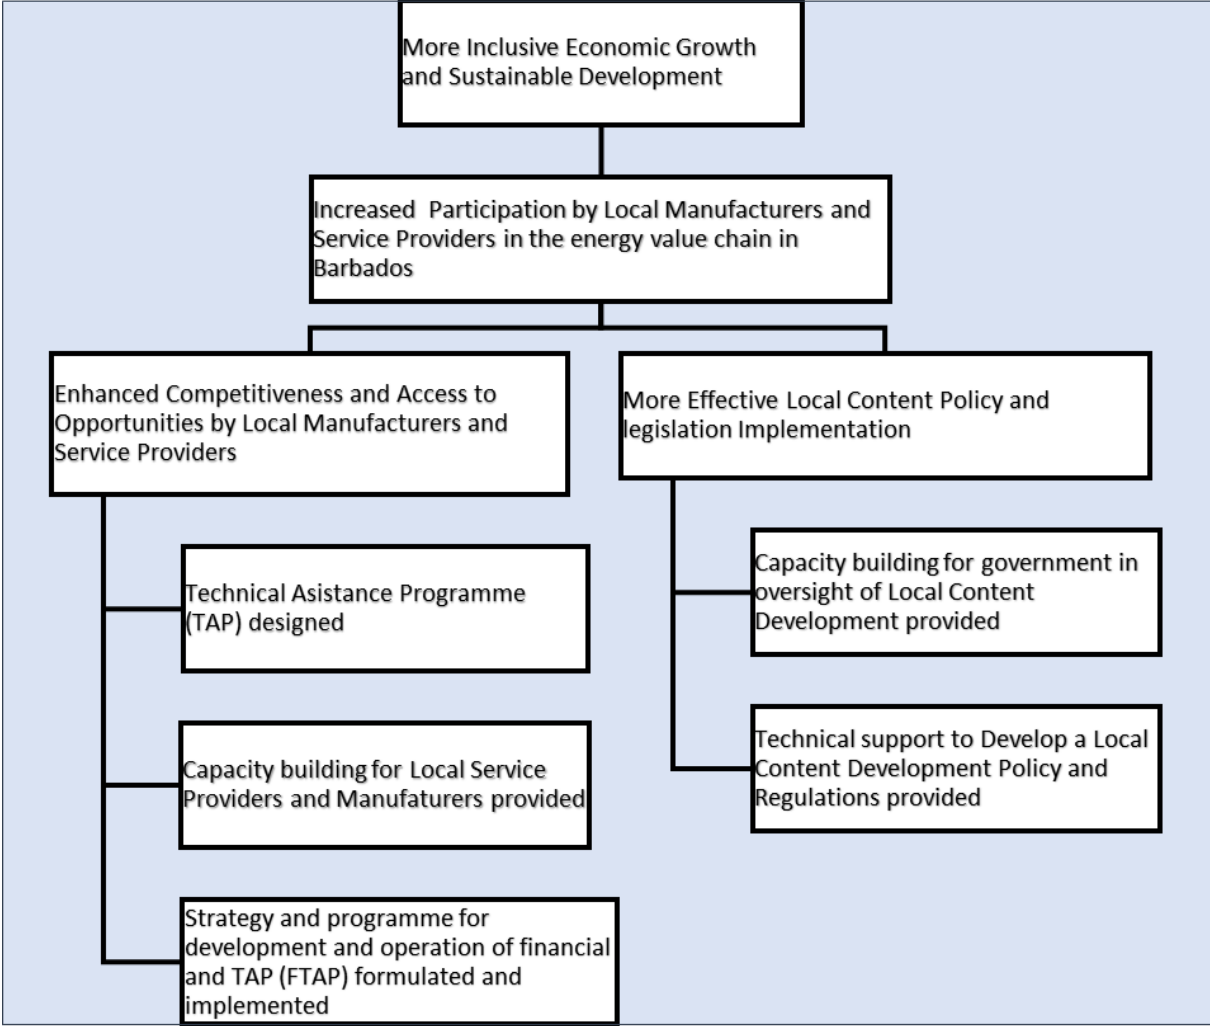 More Inclusive Economic Growth
and Sustainable Development
Increased  Participation by Local Manufacturers and
Service Providers in the energy value chain in
Barbados
Enhanced Competitiveness and Access to
Opportunities by Local Manufacturers and
Service Providers
Technical Asistance Programme
(TAP) designed
Capacity building for Local Service
Providers and Manufaturers provided
Strategy and programme for
development and operation of financial
and TAP (FTAP) formulated and
implemented
More Effective Local Content Policy and
legislation Implementation
Capacity building for government in
oversight of Local Content
Development provided
Technical support to Develop a Local
Content Development Policy and
Regulations provided